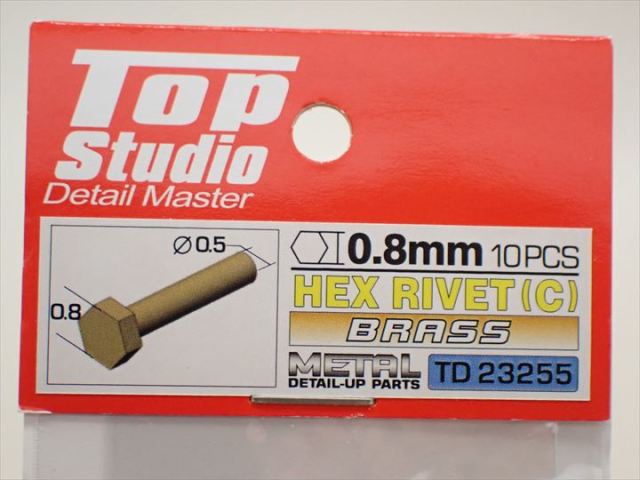 Top
Studio
Detail Master
Ø0.5
0.8
0.8mm 10PCS
HEX RIVET(C)
BRASS
METAL
DETAIL-UP PARTS
TD 23255